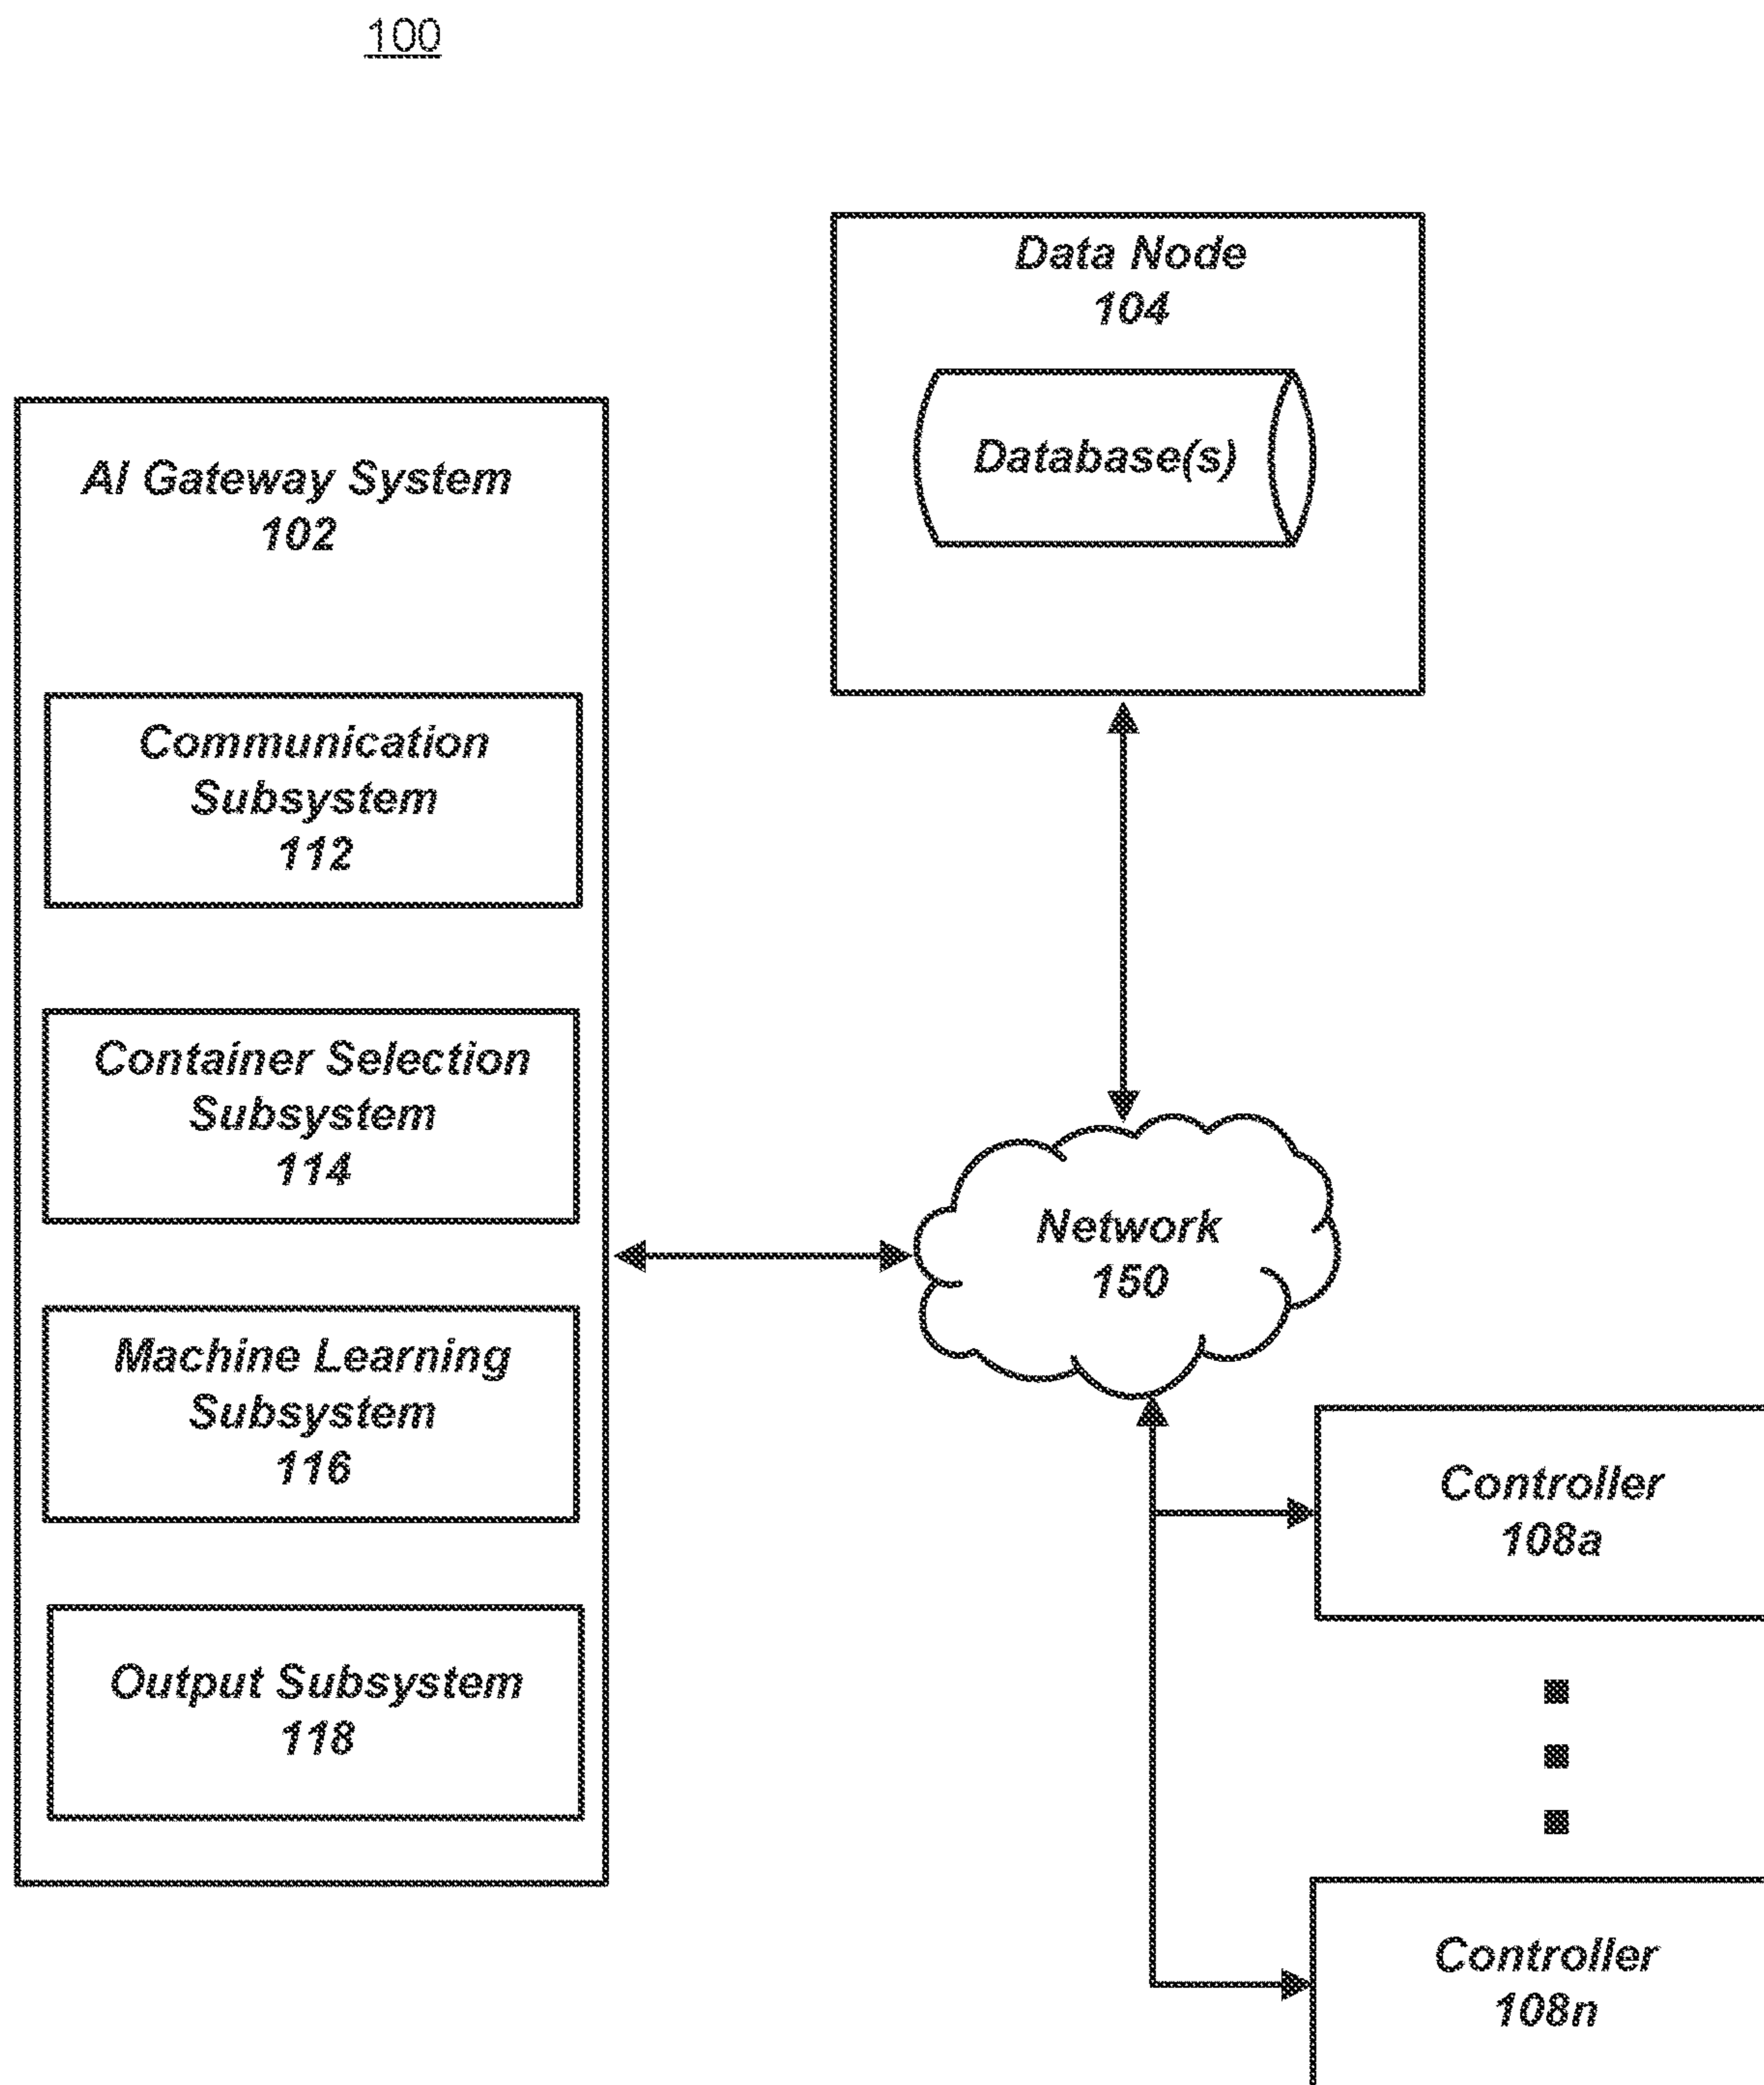 100
Data Node
104
Database(s)
AI Gateway System
102
Communication
Subsystem
112
Container Selection
Subsystem
114
Machine Learning
Subsystem
116
Output Subsystem
118
Network
150
Controller
108a
Controller
108n